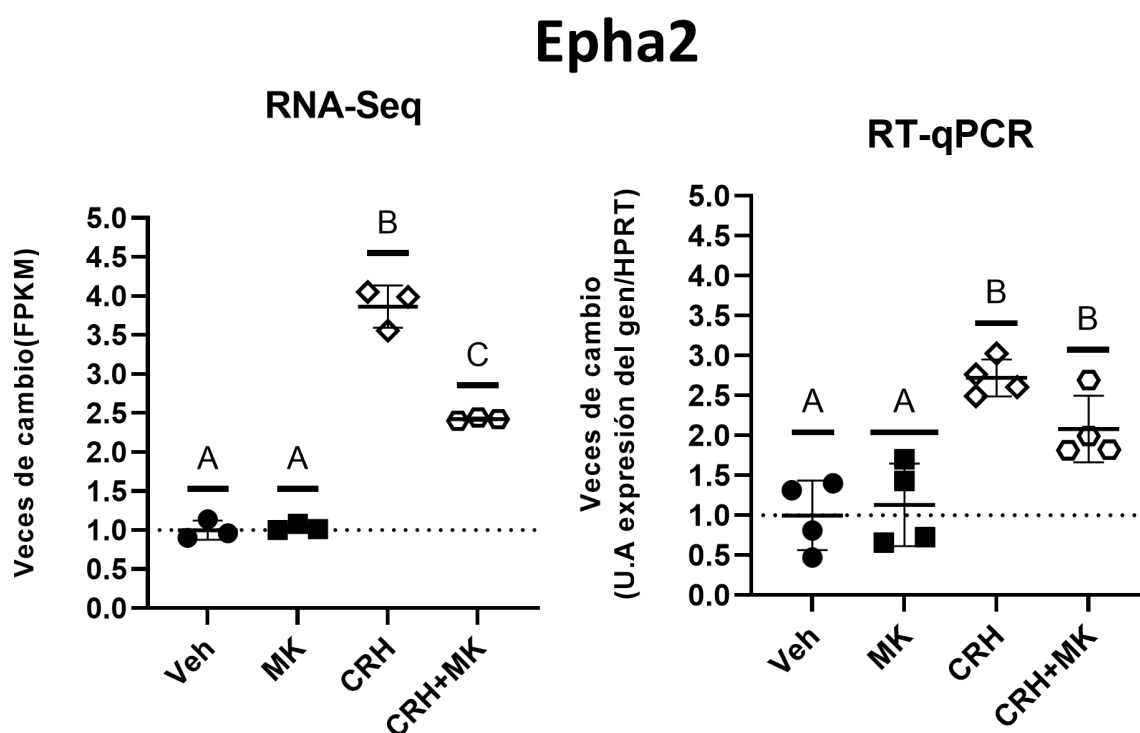 Epha2
RNA-Seq
Veces de cambio(FPKM)
5.0
4.5
4.0
3.5
3.0
2.5
2.0
1.5
1.0
0.5
0.0
A
A
B
C
Veh
MK
CRH
CRH+MK
RT-qPCR
Veces de cambio
(U.A expresión del gen/HPRT)
5.0
4.5
4.0
3.5
3.0
2.5
2.0
1.5
1.0
0.5
0.0
A
A
B
B
Veh
MK
CRH
CRH+MK